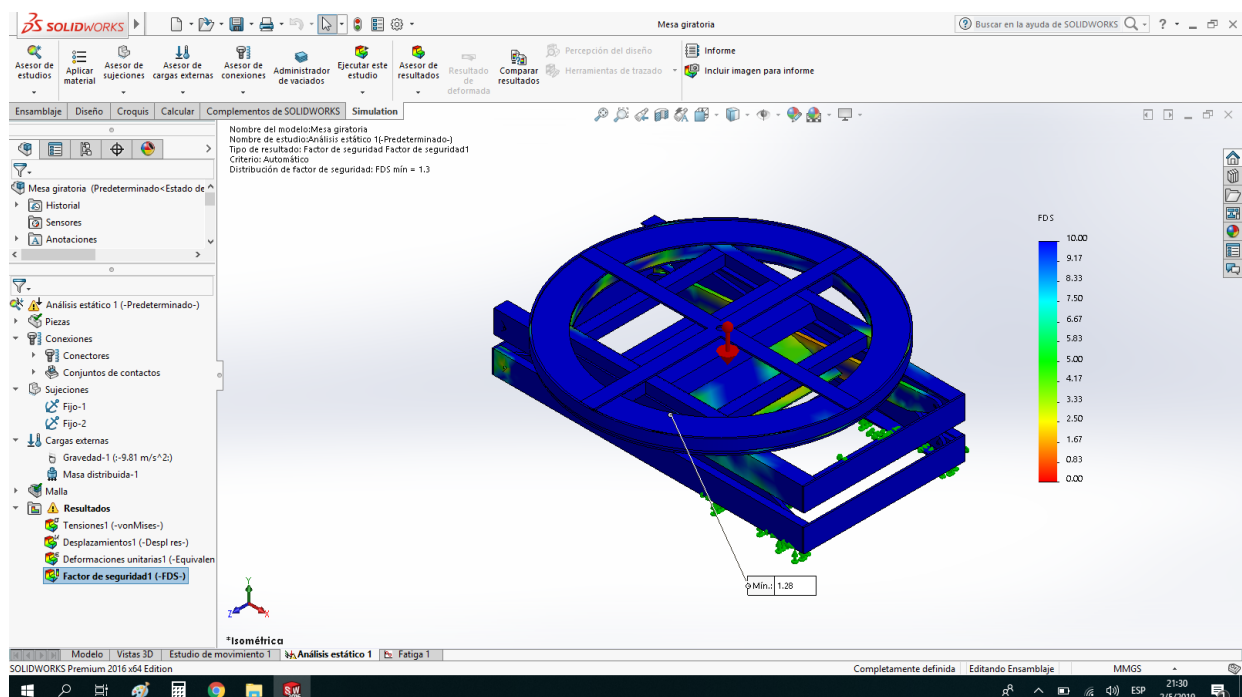 SOLIDWORKS
Mesa giratoria
Buscar en la ayuda de SOLIDWORKS
?
Asesor de estudios
Aplicar material
Asesor de sujeciones
Asesor de cargas externas
Asesor de conexiones
Administrador de vaciados
Ejecutar este estudio
Asesor de resultados
Resultado de deformada
Comparar resultados
Percepción del diseño
Herramientas de trazado
Informe
Incluir imagen para informe
Ensamblaje
Diseño
Croquis
Calcular
Complementos de SOLIDWORKS
Simulation
Nombre del modelo:Mesa giratoria
Nombre de estudio:Análisis estático 1(-Predeterminado-)
Tipo de resultado: Factor de seguridad Factor de seguridad1
Criterio: Automático
Distribución de factor de seguridad: FDS mín = 1.3
Mesa giratoria (Predeterminado<Estado de
Historial
Sensores
Anotaciones
Análisis estático 1 (-Predeterminado-)
Piezas
Conexiones
Conectores
Conjuntos de contactos
Sujeciones
Fijo-1
Fijo-2
Cargas externas
Gravedad-1 (:-9.81 m/s^2:)
Masa distribuida-1
Malla
Resultados
Tensiones1 (-vonMises-)
Desplazamientos1 (-Despl res-)
Deformaciones unitarias1 (-Equivalen
Factor de seguridad1 (-FDS-)
FDS
10.00
9.17
8.33
7.50
6.67
5.83
5.00
4.17
3.33
2.50
1.67
0.83
0.00
Mín.: 1.28
Y
Z
X
*Isométrica
Modelo
Vistas 3D
Estudio de movimiento 1
Análisis estático 1
Fatiga 1
SOLIDWORKS Premium 2016 x64 Edition
Completamente definida
Editando Ensamblaje
MMGS
ESP
21:30
2/5/2019